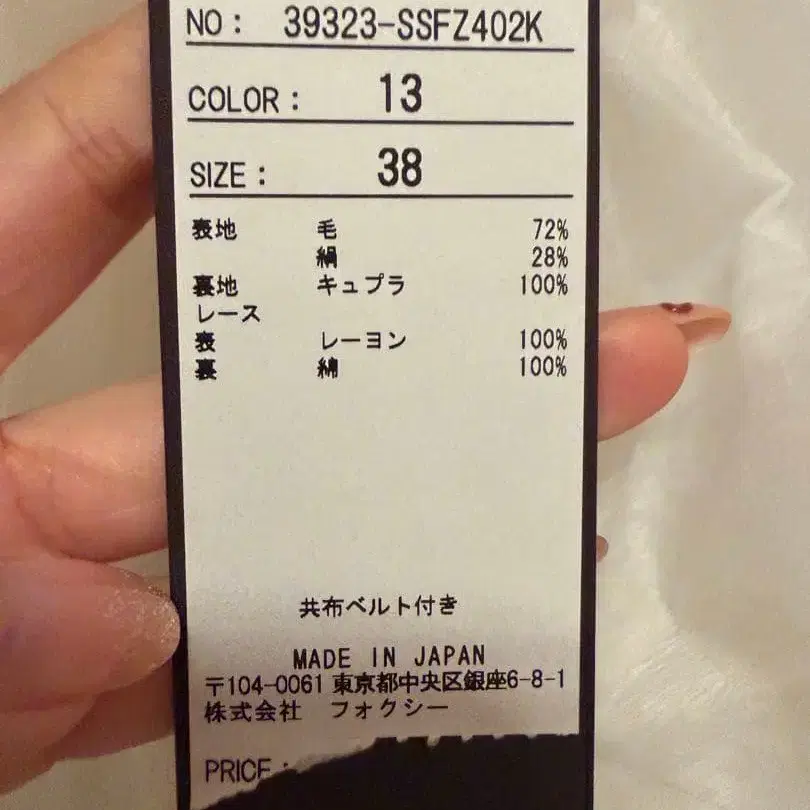 NO : 39323-SSFZ402K
COLOR : 13
SIZE : 38
表地 毛 72%
絹 28%
裏地 キュプラ 100%
レース
表 レーヨン 100%
裏 綿 100%
共布ベルト付き
MADE IN JAPAN
〒104-0061 東京都中央区銀座6-8-1
株式会社 フォクシー
PRICE :